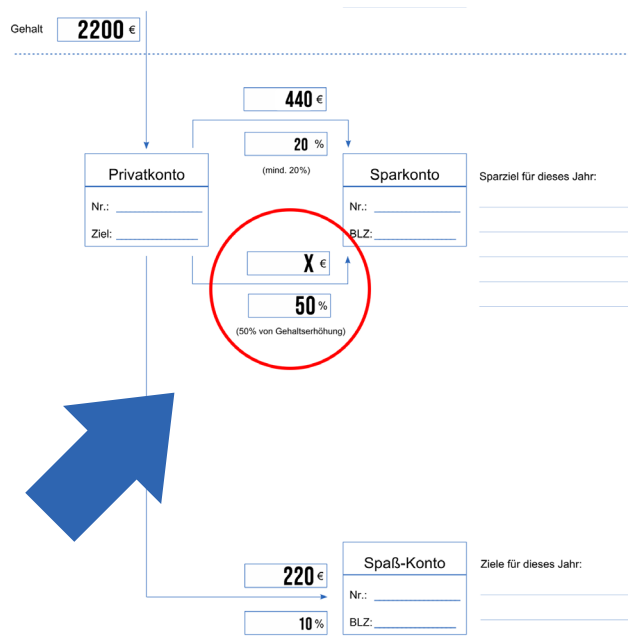 Gehalt 2200 €
440 €
20 %
(mind. 20%)
Privatkonto
Nr.:
Ziel:
Sparkonto
Nr.:
BLZ:
Sparziel für dieses Jahr:
X €
50 %
(50% von Gehaltserhöhung)
220 €
10 %
Spaß-Konto
Nr.:
BLZ:
Ziele für dieses Jahr: